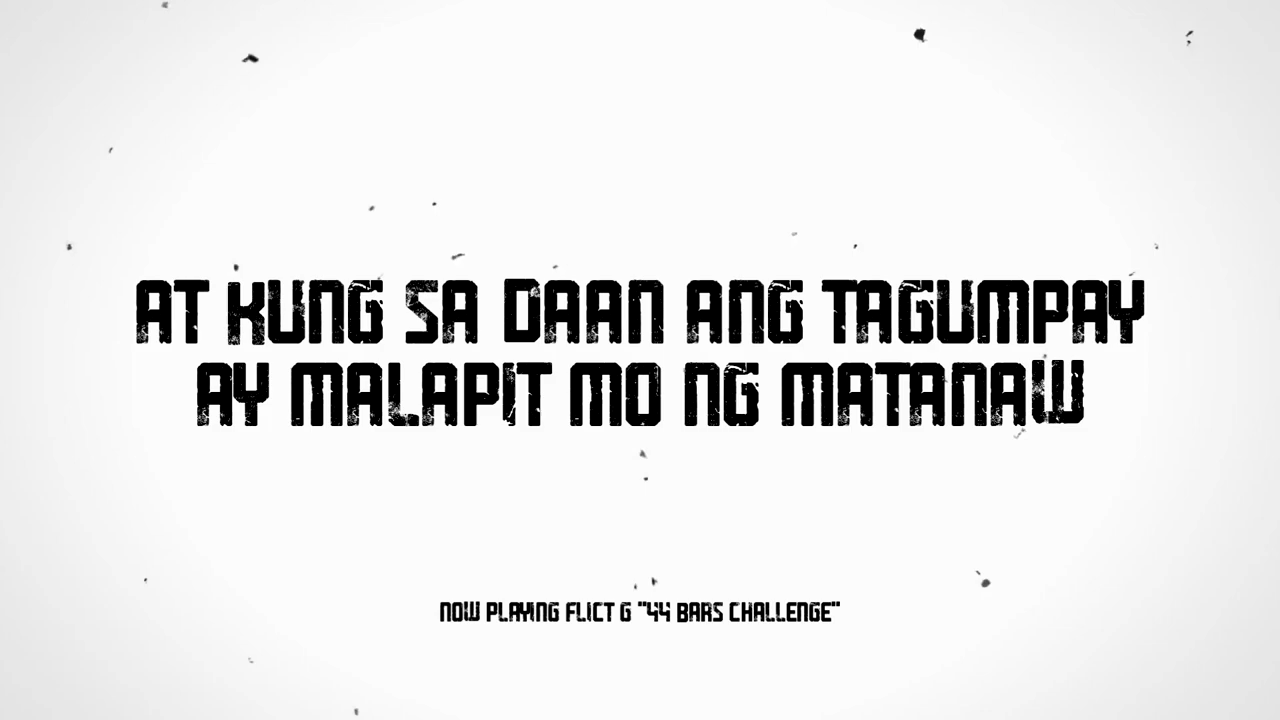 AT KUNG SA DAAN ANG TAGUMPAY
AY MALAPIT MO NG MATANAW
NOW PLAYING FLICT G "44 BARS CHALLENGE"